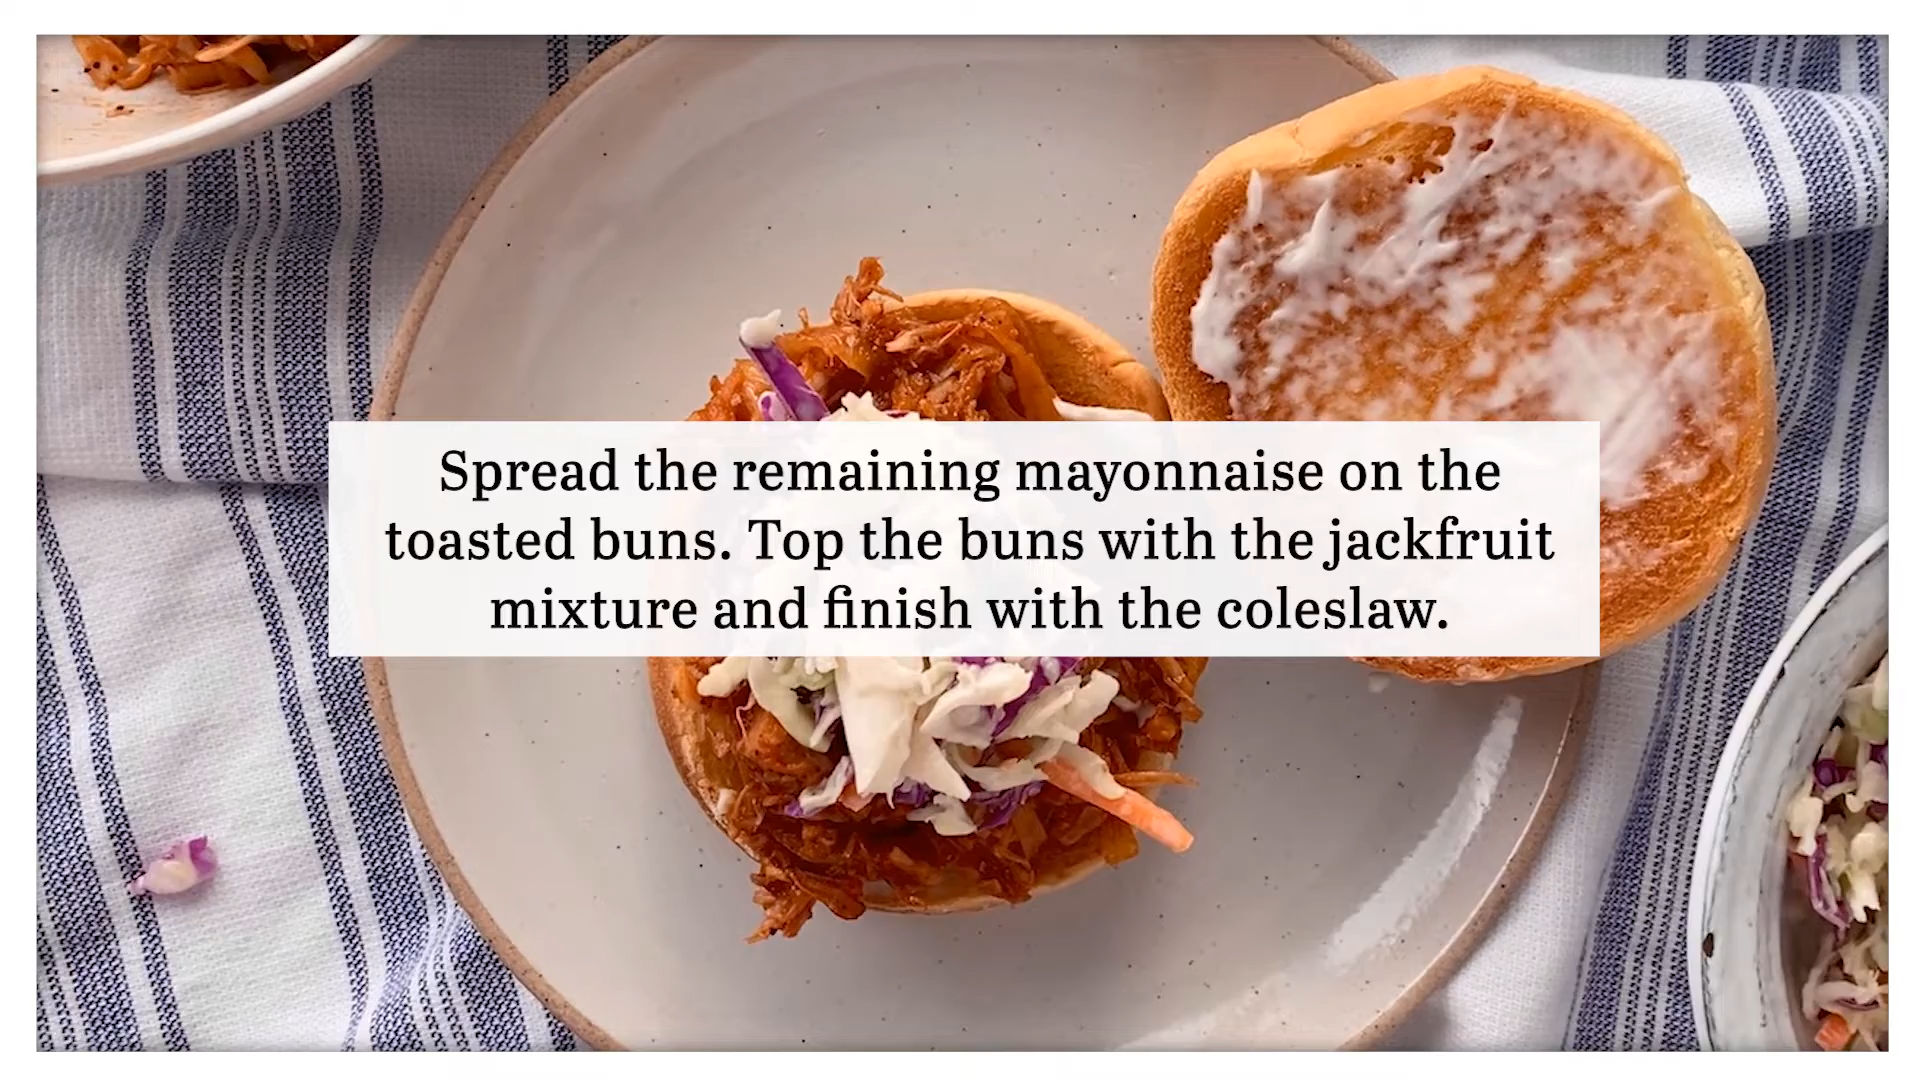 Spread the remaining mayonnaise on the
toasted buns. Top the buns with the jackfruit
mixture and finish with the coleslaw.